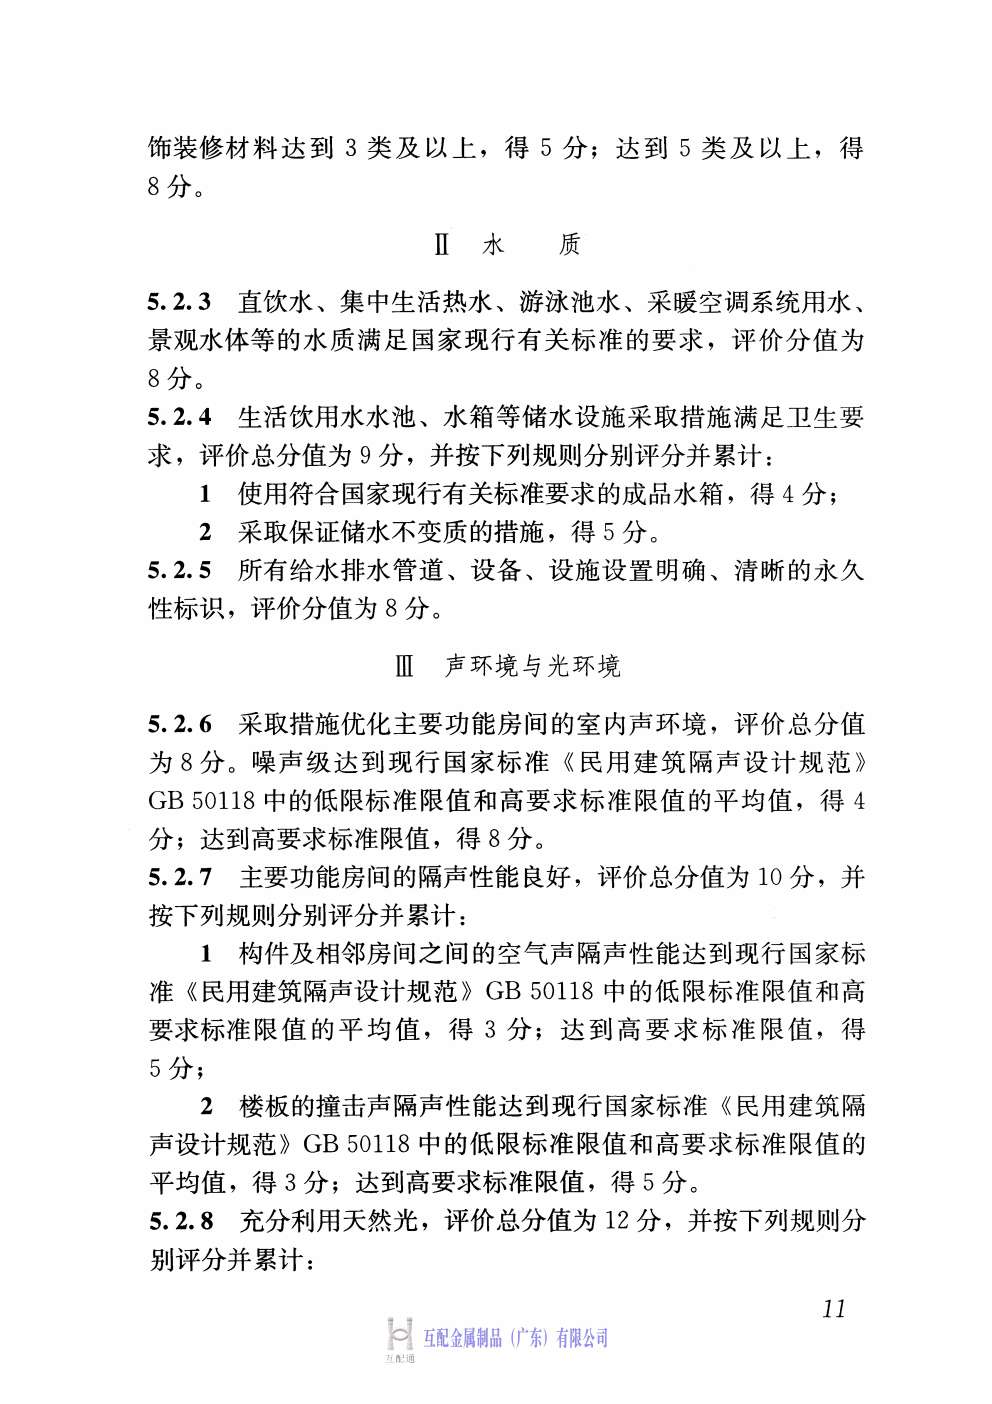 饰装修材料达到 3 类及以上，得 5 分；达到 5 类及以上，得
8 分。
Ⅱ 水 质
5.2.3 直饮水、集中生活热水、游泳池水、采暖空调系统用水、
景观水体等的水质满足国家现行有关标准的要求，评价分值为
8 分。
5.2.4 生活饮用水水池、水箱等储水设施采取措施满足卫生要
求，评价总分值为 9 分，并按下列规则分别评分并累计：
1 使用符合国家现行有关标准要求的成品水箱，得 4 分；
2 采取保证储水不变质的措施，得 5 分。
5.2.5 所有给水排水管道、设备、设施设置明确、清晰的永久
性标识，评价分值为 8 分。
Ⅲ 声环境与光环境
5.2.6 采取措施优化主要功能房间的室内声环境，评价总分值
为 8 分。噪声级达到现行国家标准《民用建筑隔声设计规范》
GB 50118 中的低限标准限值和高要求标准限值的平均值，得 4
分；达到高要求标准限值，得 8 分。
5.2.7 主要功能房间的隔声性能良好，评价总分值为 10 分，并
按下列规则分别评分并累计：
1 构件及相邻房间之间的空气声隔声性能达到现行国家标
准《民用建筑隔声设计规范》GB 50118 中的低限标准限值和高
要求标准限值的平均值，得 3 分；达到高要求标准限值，得
5 分；
2 楼板的撞击声隔声性能达到现行国家标准《民用建筑隔
声设计规范》GB 50118 中的低限标准限值和高要求标准限值的
平均值，得 3 分；达到高要求标准限值，得 5 分。
5.2.8 充分利用天然光，评价总分值为 12 分，并按下列规则分
别评分并累计：
11
互配金属制品（广东）有限公司
互配通